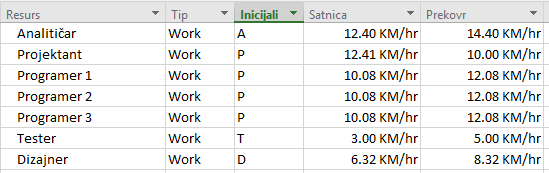 Resurs Tip Inicijali Satnica Prekovr
Analitičar Work A 12.40 KM/hr 14.40 KM/hr
Projektant Work P 12.41 KM/hr 10.00 KM/hr
Programer 1 Work P 10.08 KM/hr 12.08 KM/hr
Programer 2 Work P 10.08 KM/hr 12.08 KM/hr
Programer 3 Work P 10.08 KM/hr 12.08 KM/hr
Tester Work T 3.00 KM/hr 5.00 KM/hr
Dizajner Work D 6.32 KM/hr 8.32 KM/hr